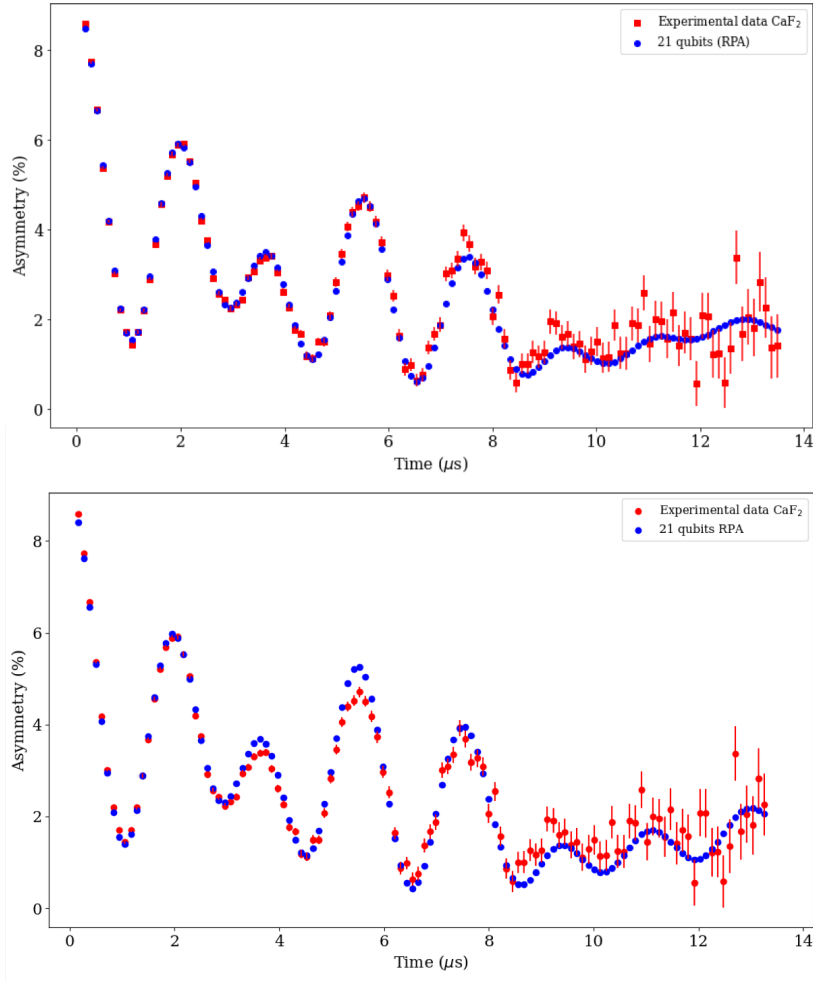 Experimental data CaF₂
21 qubits (RPA)
Asymmetry (%)
8
6
4
2
0
0 2 4 6 8 10 12 14
Time (μs)
Experimental data CaF₂
21 qubits RPA
Asymmetry (%)
8
6
4
2
0
0 2 4 6 8 10 12 14
Time (μs)